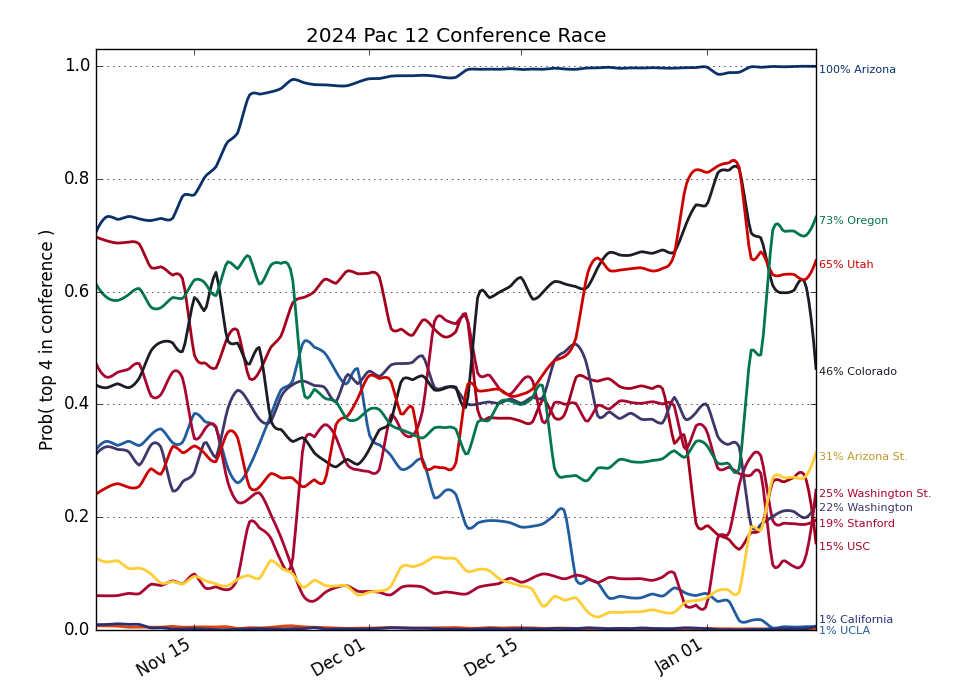 2024 Pac 12 Conference Race
Prob( top 4 in conference )
1.0
0.8
0.6
0.4
0.2
0.0
Nov 15
Dec 01
Dec 15
Jan 01
100% Arizona
73% Oregon
65% Utah
46% Colorado
31% Arizona St.
25% Washington St.
22% Washington
19% Stanford
15% USC
1% California
1% UCLA